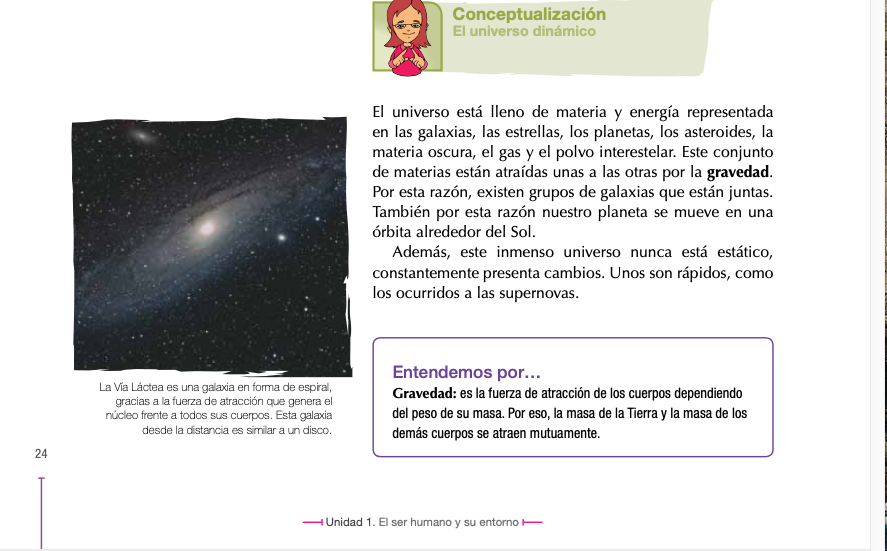 Conceptualización
El universo dinámico
El universo está lleno de materia y energía representada
en las galaxias, las estrellas, los planetas, los asteroides, la
materia oscura, el gas y el polvo interestelar. Este conjunto
de materias están atraídas unas a las otras por la gravedad.
Por esta razón, existen grupos de galaxias que están juntas.
También por esta razón nuestro planeta se mueve en una
órbita alrededor del Sol.
Además, este inmenso universo nunca está estático,
constantemente presenta cambios. Unos son rápidos, como
los ocurridos a las supernovas.
La Vía Láctea es una galaxia en forma de espiral,
gracias a la fuerza de atracción que genera el
núcleo frente a todos sus cuerpos. Esta galaxia
desde la distancia es similar a un disco.
Entendemos por…
Gravedad: es la fuerza de atracción de los cuerpos dependiendo
del peso de su masa. Por eso, la masa de la Tierra y la masa de los
demás cuerpos se atraen mutuamente.
24
Unidad 1. El ser humano y su entorno